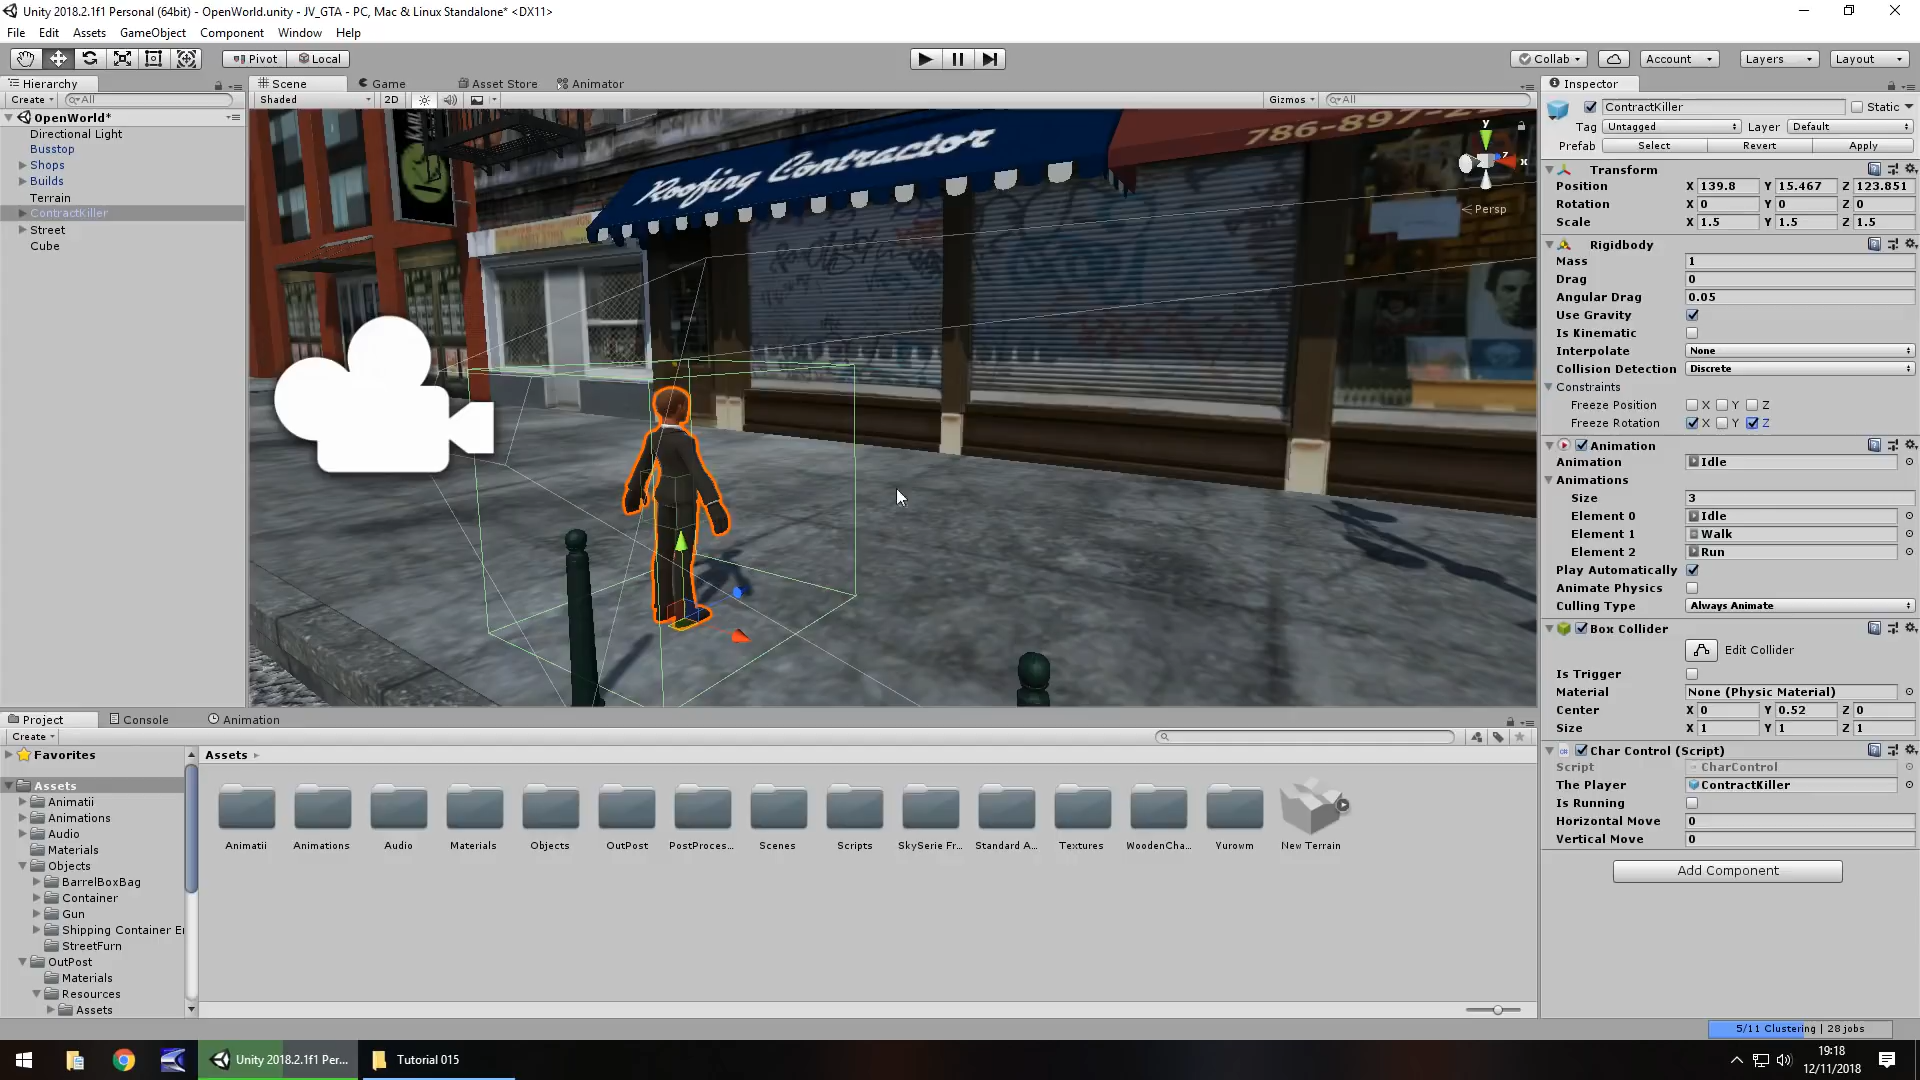 Unity 2018.2.1f1 Personal (64bit) - OpenWorld.unity - JV_GTA - PC, Mac & Linux Standalone* <DX11>
File Edit Assets GameObject Component Window Help
Pivot Local Collab Account Layers Layout
Hierarchy
Create All
OpenWorld*
Directional Light
Busstop
Shops
Builds
Terrain
ContractKiller
Street
Cube
Scene Game Asset Store Animator
Shaded 2D Gizmos All
Roofing Contractor
786-897-2
y
x
z
Persp
Inspector
ContractKiller Static
Tag Untagged Layer Default
Prefab Select Revert Apply
Transform
Position X 139.8 Y 15.467 Z 123.851
Rotation X 0 Y 0 Z 0
Scale X 1.5 Y 1.5 Z 1.5
Rigidbody
Mass 1
Drag 0
Angular Drag 0.05
Use Gravity
Is Kinematic
Interpolate None
Collision Detection Discrete
Constraints
Freeze Position X Y Z
Freeze Rotation X Y Z
Animation
Animation Idle
Animations
Size 3
Element 0 Idle
Element 1 Walk
Element 2 Run
Play Automatically
Animate Physics
Culling Type Always Animate
Box Collider
Edit Collider
Is Trigger
Material None (Physic Material)
Center X 0 Y 0.52 Z 0
Size X 1 Y 1 Z 1
Char Control (Script)
Script CharControl
The Player ContractKiller
Is Running
Horizontal Move 0
Vertical Move 0
Add Component
Project Console Animation
Create
Favorites
Assets
Animatii
Animations
Audio
Materials
Objects
BarrelBoxBag
Container
Gun
Shipping Container Er
StreetFurn
OutPost
Materials
Resources
Assets
Assets
Animatii Animations Audio Materials Objects OutPost PostProces... Scenes Scripts SkySerie Fr... Standard A... Textures WoodenCha... Yurowm New Terrain
5/11 Clustering | 28 jobs
Unity 2018.2.1f1 Per... Tutorial 015
19:18
12/11/2018